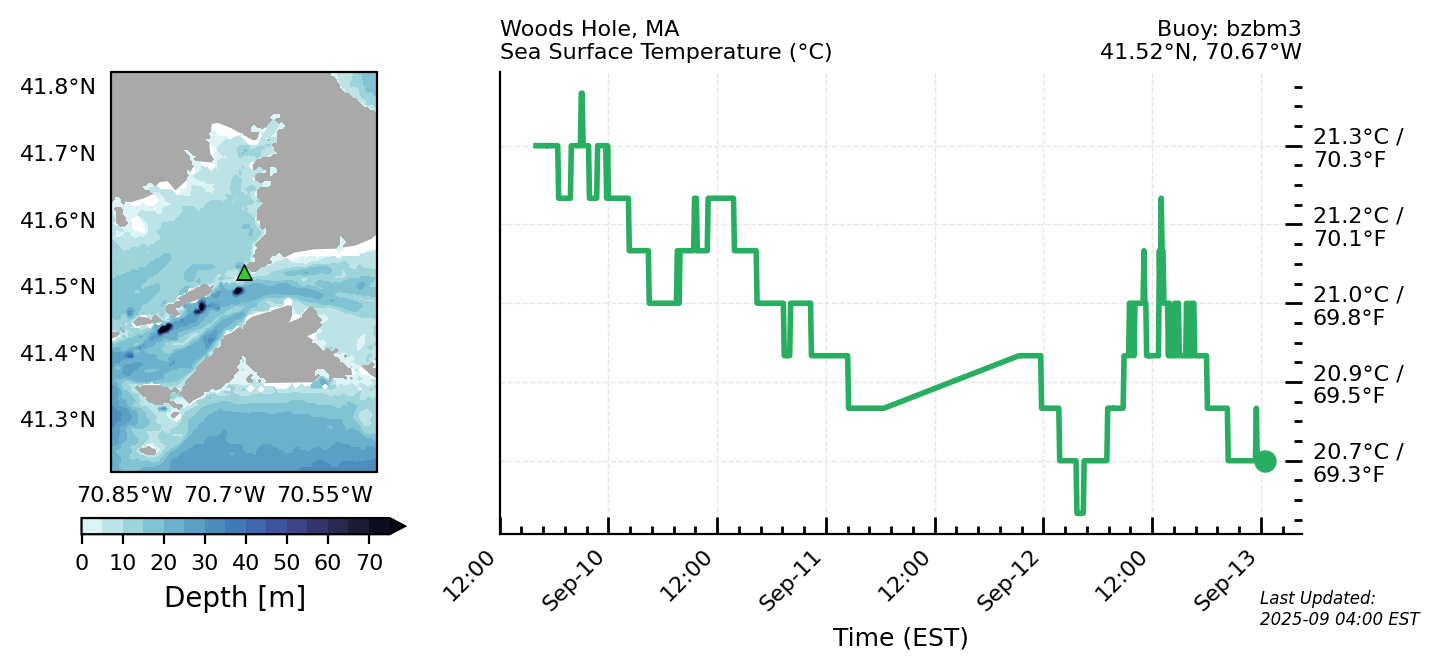 Woods Hole, MA
Sea Surface Temperature (°C)
Buoy: bzbm3
41.52°N, 70.67°W
41.8°N
41.7°N
41.6°N
41.5°N
41.4°N
41.3°N
70.85°W 70.7°W 70.55°W
0 10 20 30 40 50 60 70
Depth [m]
21.3°C /
70.3°F
21.2°C /
70.1°F
21.0°C /
69.8°F
20.9°C /
69.5°F
20.7°C /
69.3°F
12:00 Sep-10 12:00 Sep-11 12:00 Sep-12 12:00 Sep-13
Time (EST)
Last Updated:
2025-09 04:00 EST